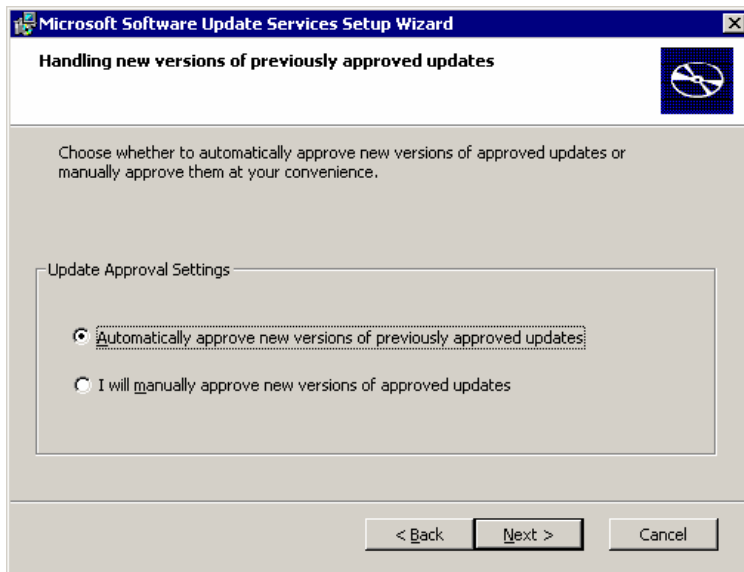 Microsoft Software Update Services Setup Wizard
Handling new versions of previously approved updates
Choose whether to automatically approve new versions of approved updates or
manually approve them at your convenience.
Update Approval Settings
Automatically approve new versions of previously approved updates
I will manually approve new versions of approved updates
< Back
Next >
Cancel